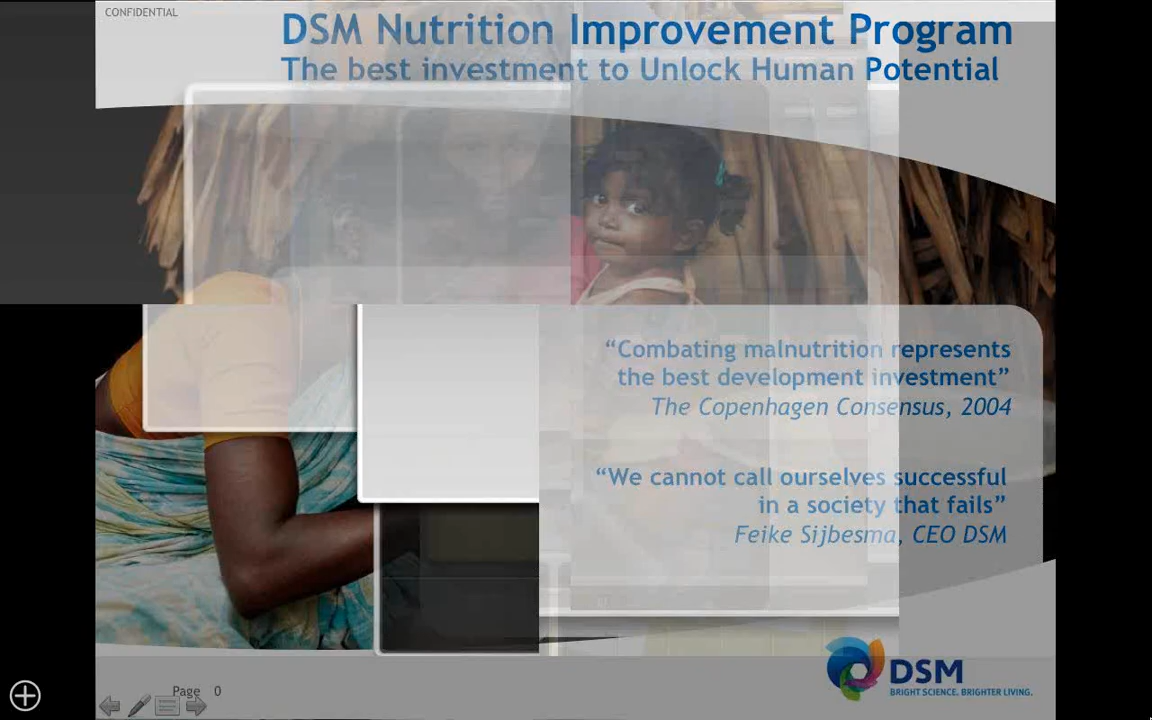 CONFIDENTIAL
DSM Nutrition Improvement Program
The best investment to Unlock Human Potential
“Combating malnutrition represents
the best development investment”
The Copenhagen Consensus, 2004
“We cannot call ourselves successful
in a society that fails”
Feike Sijbesma, CEO DSM
DSM
BRIGHT SCIENCE. BRIGHTER LIVING.
Page 0